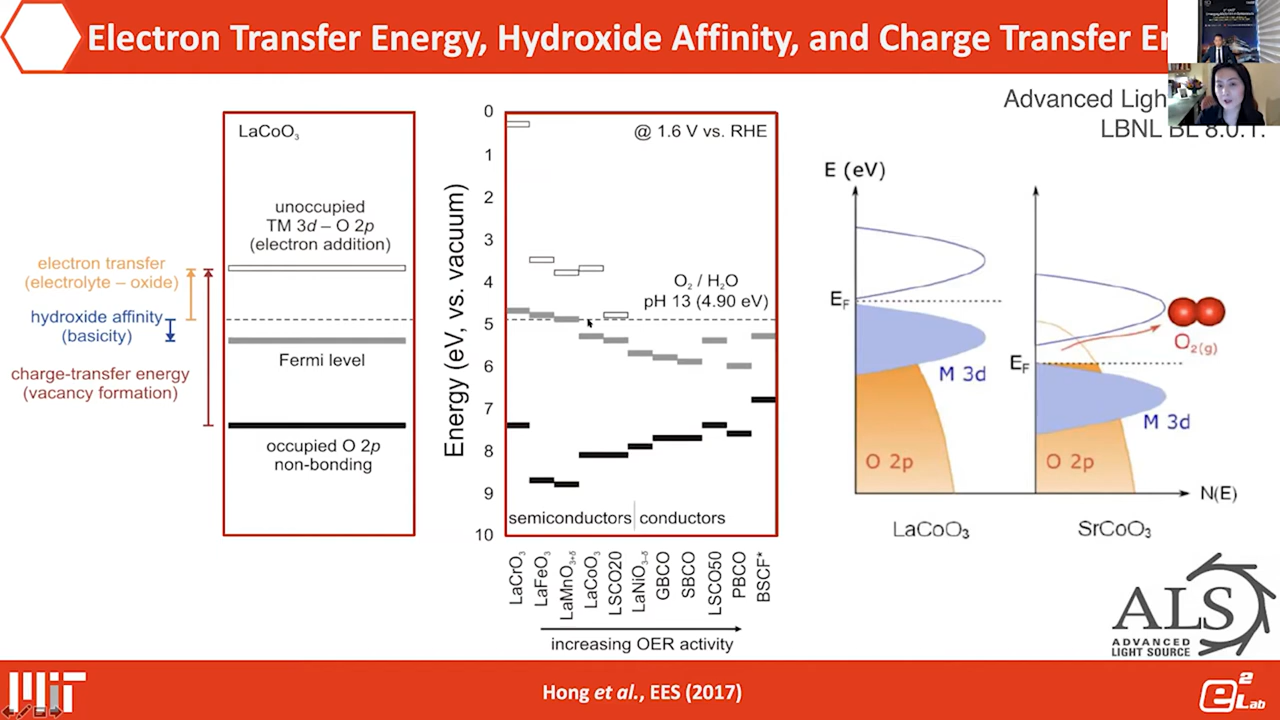 Electron Transfer Energy, Hydroxide Affinity, and Charge Transfer
Advanced
LBNL BL 8.0.1.
LaCoO₃
unoccupied
TM 3d – O 2p
(electron addition)
electron transfer
(electrolyte – oxide)
hydroxide affinity
(basicity)
Fermi level
charge-transfer energy
(vacancy formation)
occupied O 2p
non-bonding
Energy (eV, vs. vacuum)
0
1
2
3
4
5
6
7
8
9
10
@ 1.6 V vs. RHE
O₂ / H₂O
pH 13 (4.90 eV)
semiconductors
conductors
LaCrO₃
LaFeO₃
LaMnO₃₊δ
LaCoO₃
LSCO20
LaNiO₃₋δ
GBCO
SBCO
LSCO50
PBCO
BSCF*
increasing OER activity
E (eV)
E_F
M 3d
O 2p
LaCoO₃
E_F
O₂(g)
M 3d
O 2p
N(E)
SrCoO₃
ALS
ADVANCED
LIGHT SOURCE
MIT
Hong et al., EES (2017)
e² Lab